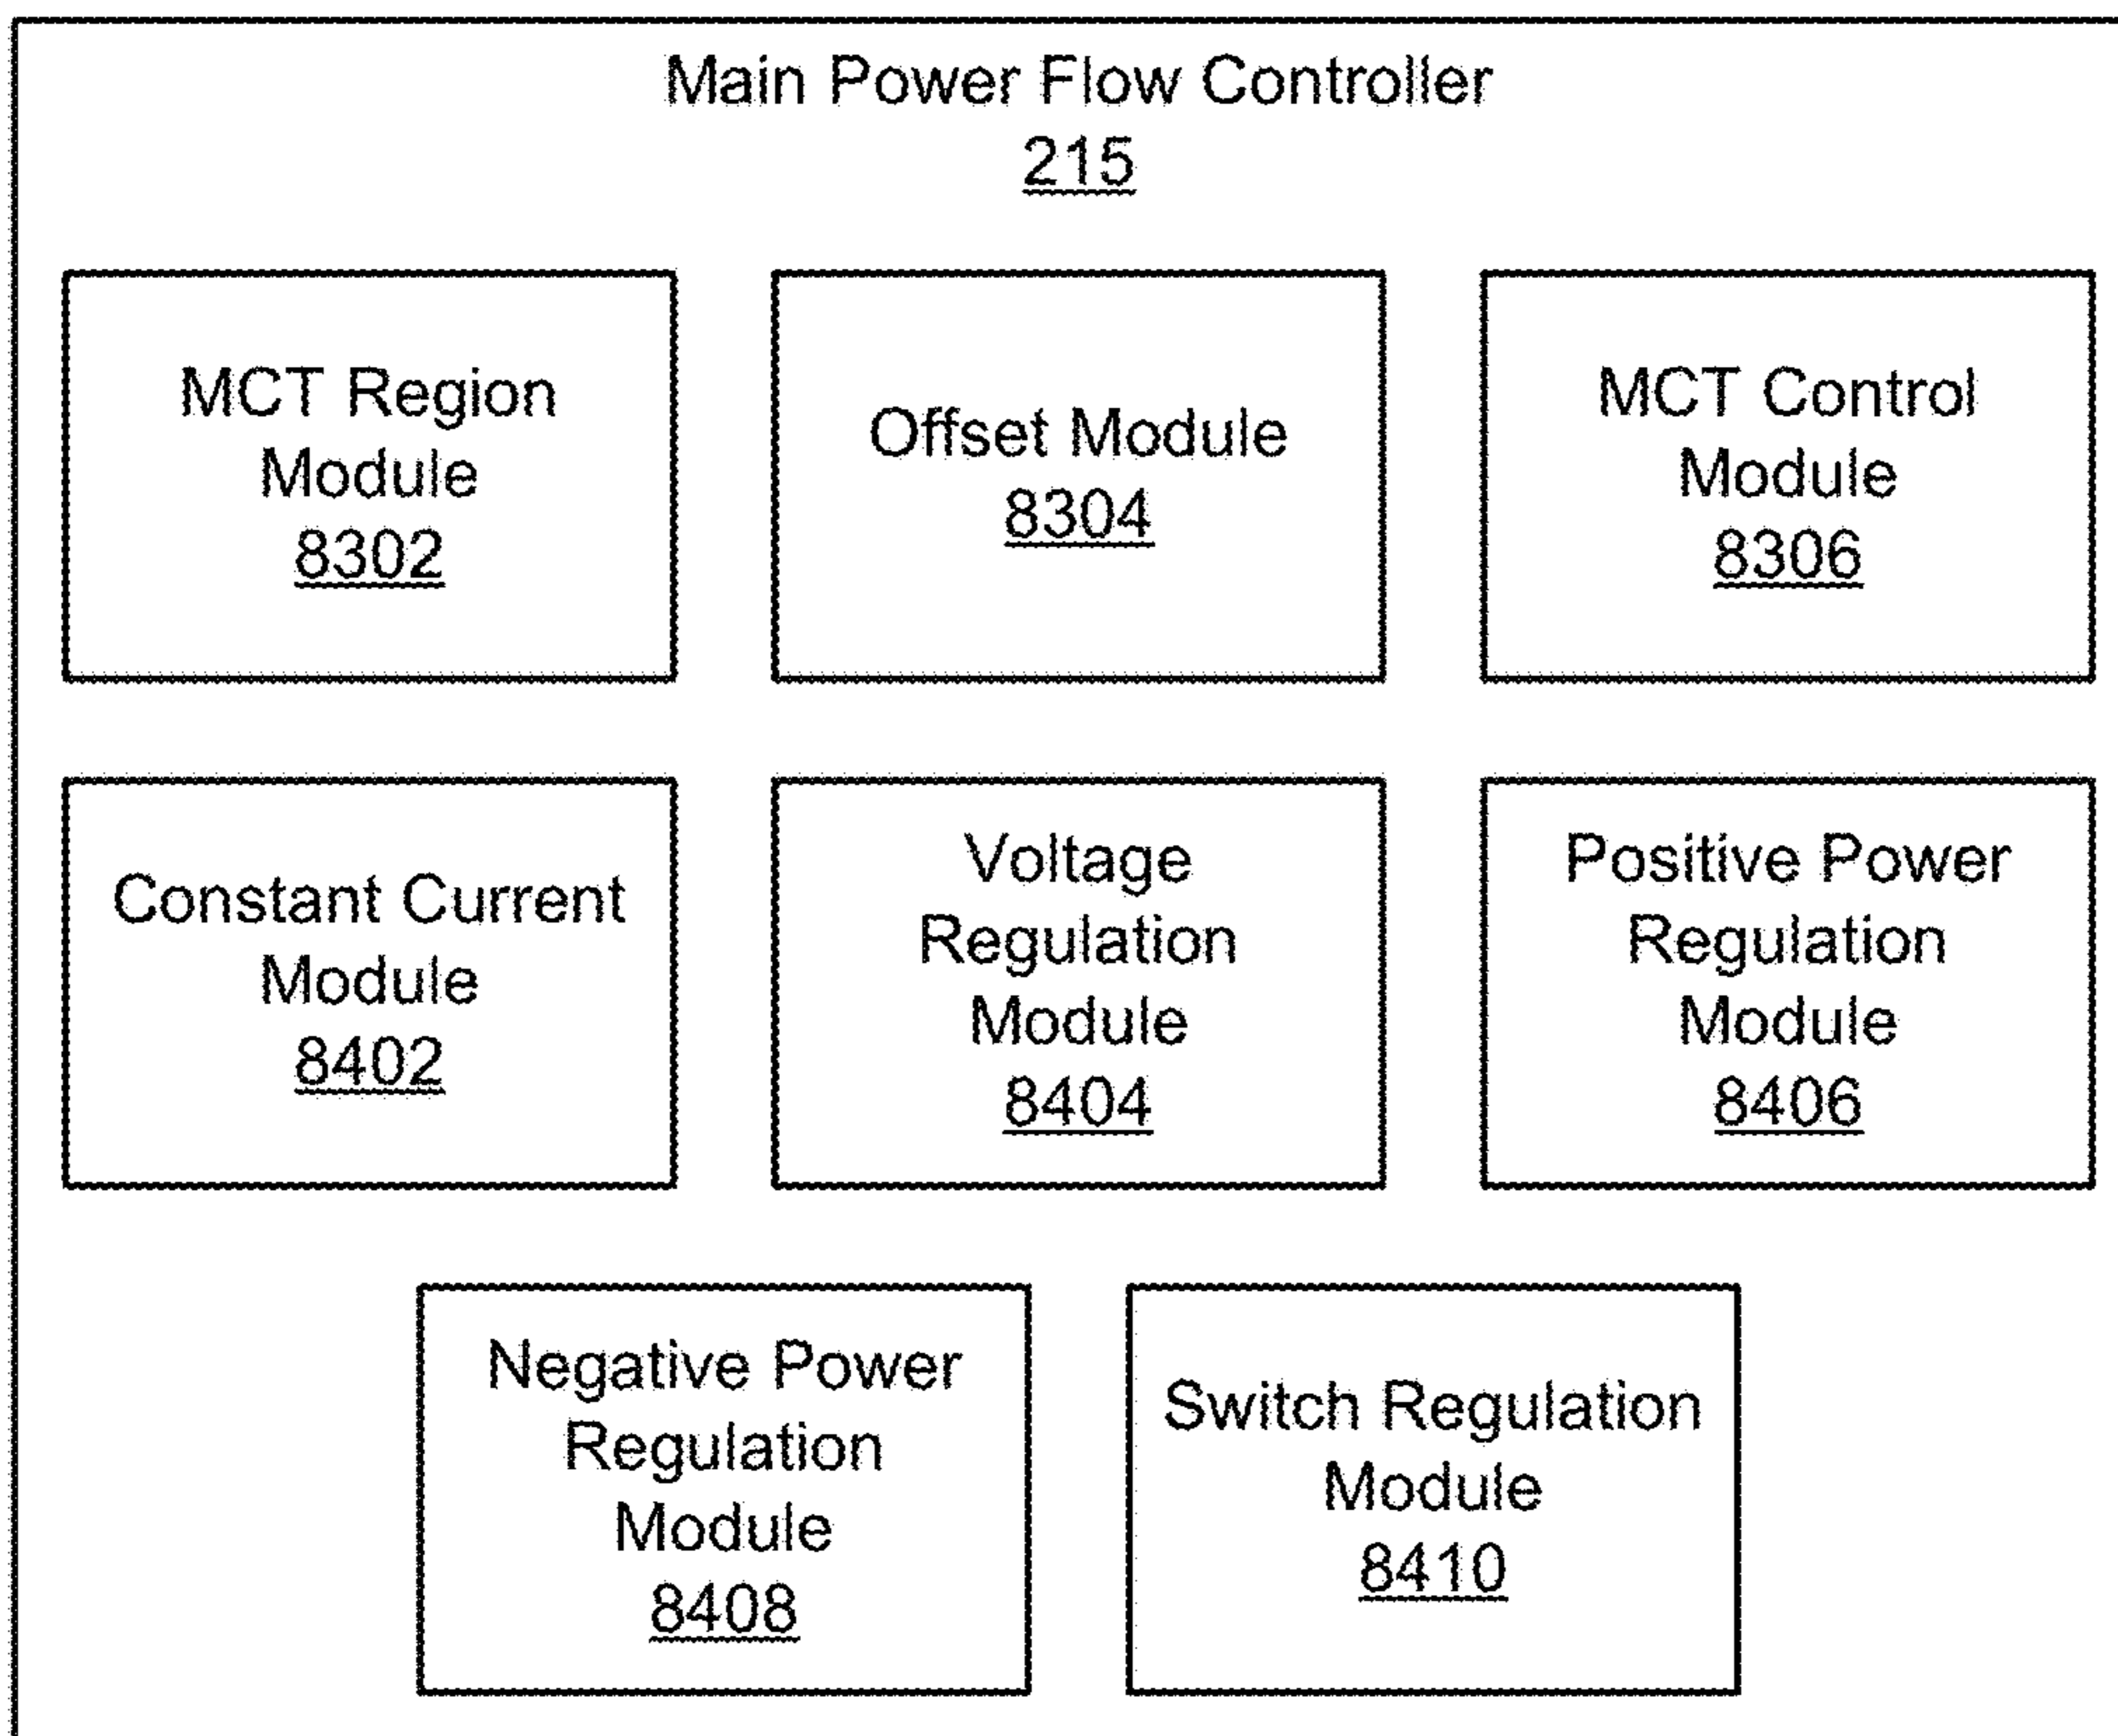 Main Power Flow Controller
215
MCT Region
Module
8302
Offset Module
8304
MCT Control
Module
8306
Constant Current
Module
8402
Voltage
Regulation
Module
8404
Positive Power
Regulation
Module
8406
Negative Power
Regulation
Module
8408
Switch Regulation
Module
8410